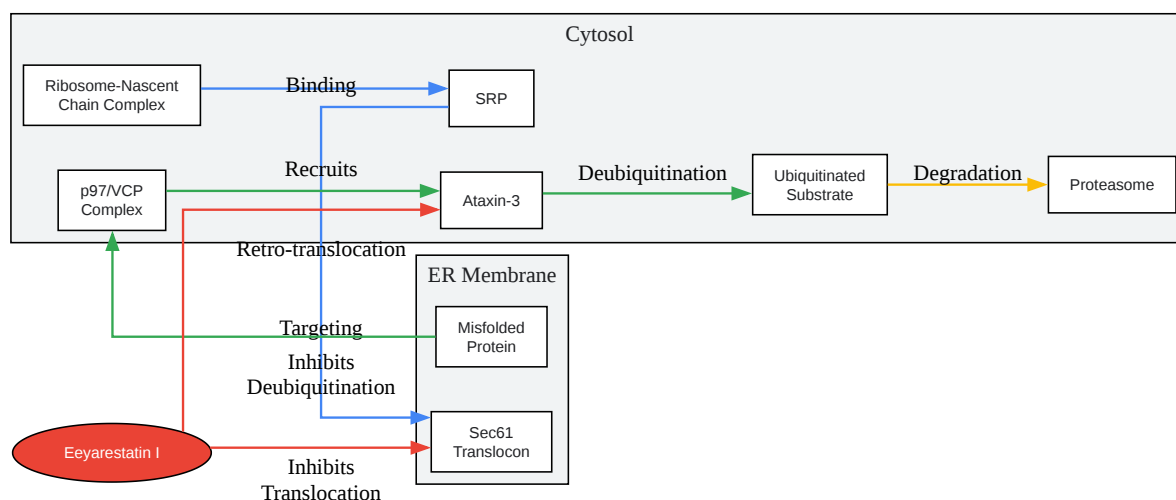 Cytosol
Ribosome-Nascent
Chain Complex
Binding
SRP
p97/VCP
Complex
Recruits
Ataxin-3
Deubiquitination
Ubiquitinated
Substrate
Degradation
Proteasome
Retro-translocation
ER Membrane
Targeting
Misfolded
Protein
Inhibits
Deubiquitination
Eeyarestatin I
Sec61
Translocon
Inhibits
Translocation